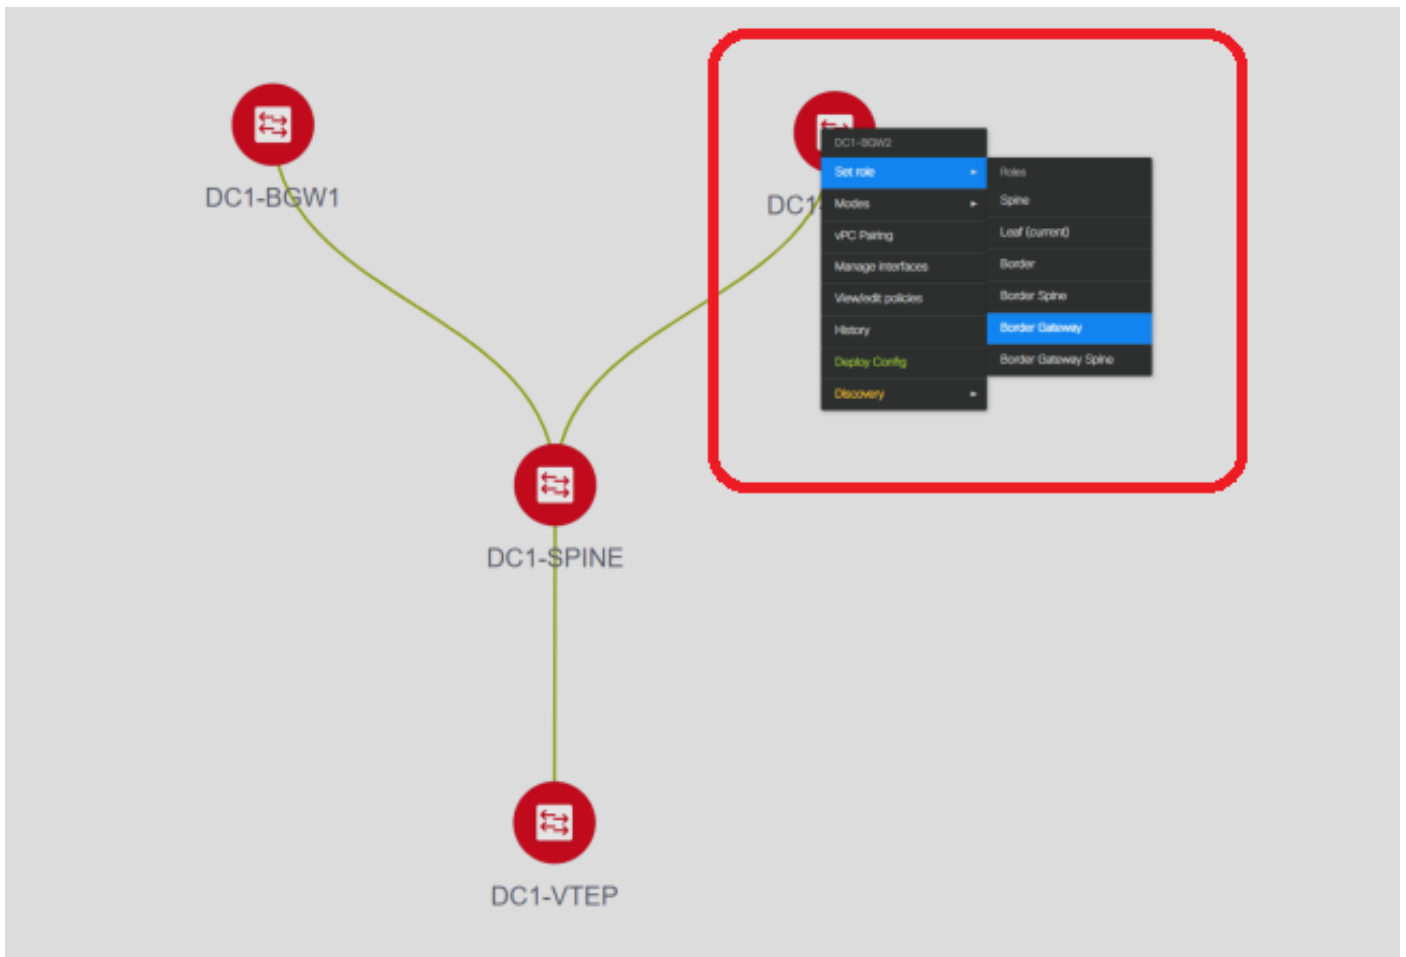 DC1-BGW1
DC1-
DC1-BGW2
Set role
Modes
vPC Pairing
Manage interfaces
View/edit policies
History
Deploy Config
Discovery
Roles
Spine
Leaf (current)
Border
Border Spine
Border Gateway
Border Gateway Spine
DC1-SPINE
DC1-VTEP